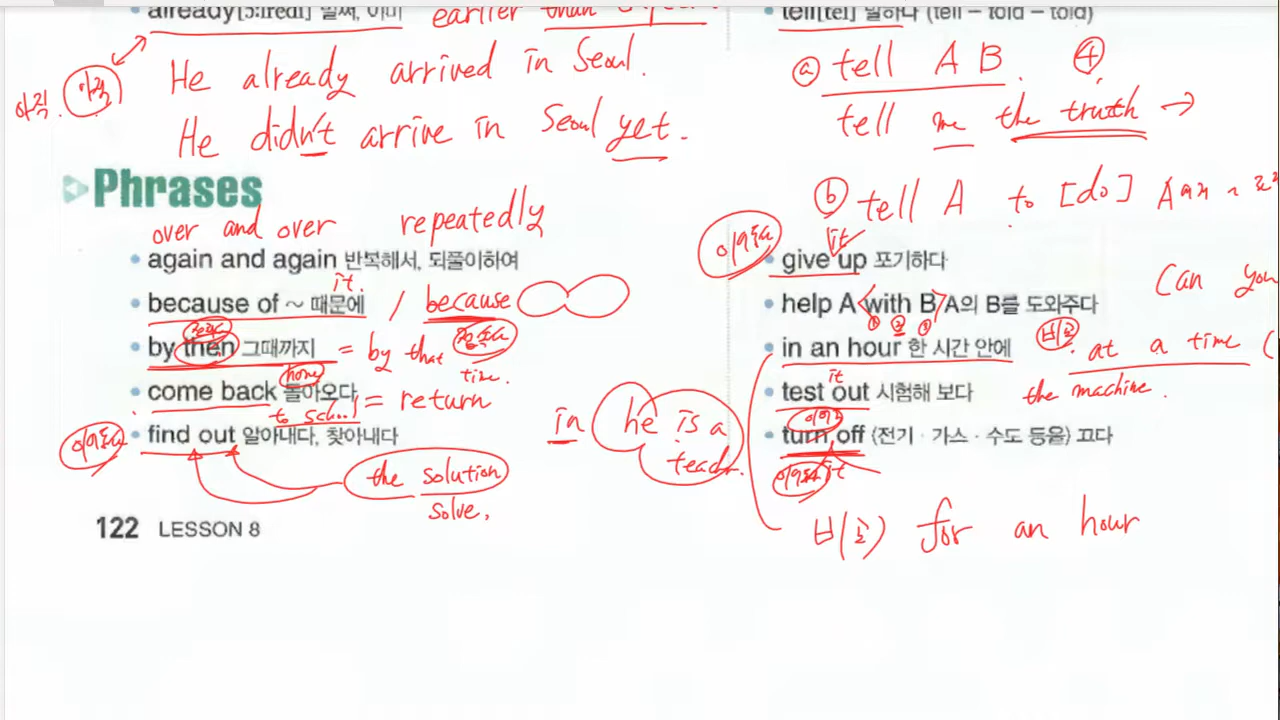 already[ɔ:lrédi] 벌써, 이미 earlier than
아직. 아직
He already arrived in Seoul.
He didn't arrive in Seoul yet.
Phrases
over and over repeatedly
again and again 반복해서, 되풀이하여
it.
because of ~ 때문에 / because
by then 그때까지 = by that
time.
home
come back 돌아오다 = return
to school
이어동사 find out 알아내다, 찾아내다
the solution
solve.
in he is a
teach.
122 LESSON 8
tell[tel] 말하다 (tell – told – told)
ⓐ tell A B. ④
tell me the truth →
ⓑ tell A to [do]
이어동사 it
give up 포기하다
Can you
help A with B A의 B를 도와주다
in an hour 한 시간 안에
비(교) at a time (
it
test out 시험해 보다 the machine.
turn off (전기·가스·수도 등을) 끄다
이어동사 it
비(교) for an hour